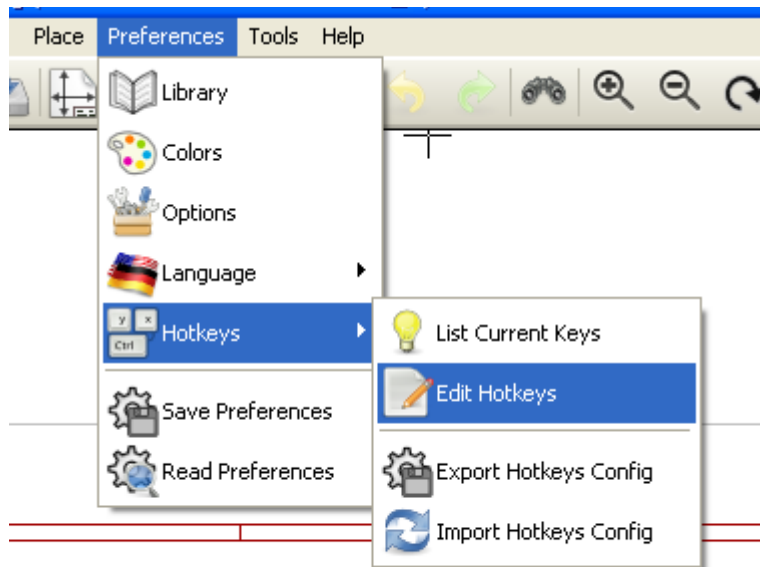 Place Preferences Tools Help
Library
Colors
Options
Language
y x
Ctrl
Hotkeys
List Current Keys
Edit Hotkeys
Save Preferences
Read Preferences
Export Hotkeys Config
Import Hotkeys Config